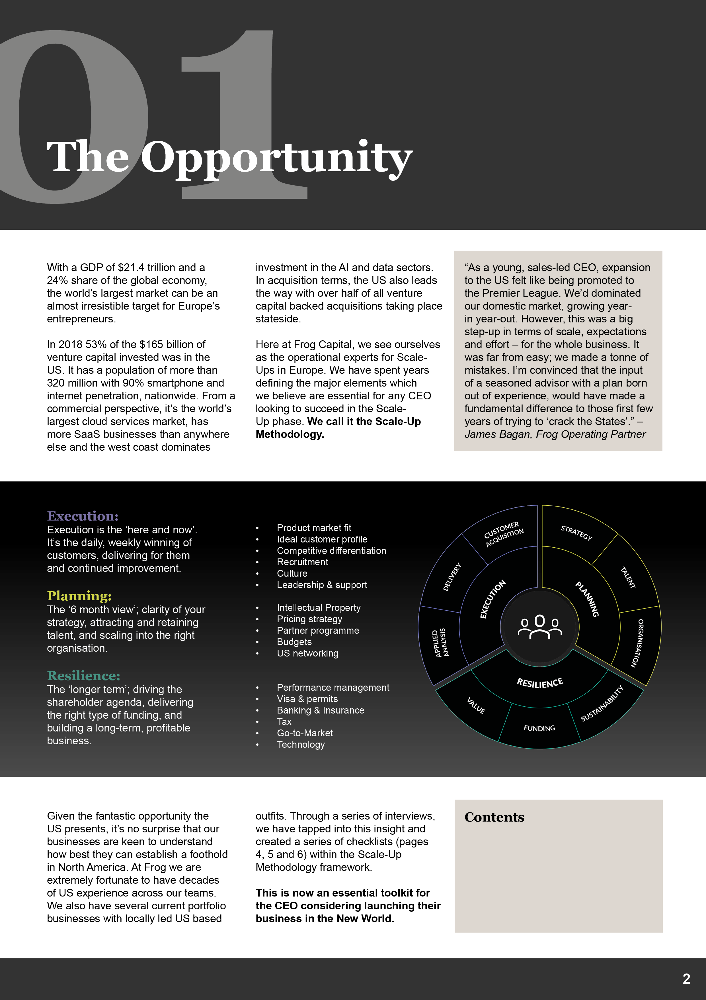 01
The Opportunity
With a GDP of $21.4 trillion and a
24% share of the global economy,
the world’s largest market can be an
almost irresistible target for Europe’s
entrepreneurs.
In 2018 53% of the $165 billion of
venture capital invested was in the
US. It has a population of more than
320 million with 90% smartphone and
internet penetration, nationwide. From a
commercial perspective, it’s the world’s
largest cloud services market, has
more SaaS businesses than anywhere
else and the west coast dominates
investment in the AI and data sectors.
In acquisition terms, the US also leads
the way with over half of all venture
capital backed acquisitions taking place
stateside.
Here at Frog Capital, we see ourselves
as the operational experts for Scale-
Ups in Europe. We have spent years
defining the major elements which
we believe are essential for any CEO
looking to succeed in the Scale-
Up phase. We call it the Scale-Up
Methodology.
“As a young, sales-led CEO, expansion
to the US felt like being promoted to
the Premier League. We’d dominated
our domestic market, growing year-
in year-out. However, this was a big
step-up in terms of scale, expectations
and effort – for the whole business. It
was far from easy; we made a tonne of
mistakes. I’m convinced that the input
of a seasoned advisor with a plan born
out of experience, would have made a
fundamental difference to those first few
years of trying to ‘crack the States’.” –
James Bagan, Frog Operating Partner
Execution:
Execution is the ‘here and now’.
It’s the daily, weekly winning of
customers, delivering for them
and continued improvement.
Planning:
The ‘6 month view’; clarity of your
strategy, attracting and retaining
talent, and scaling into the right
organisation.
Resilience:
The ‘longer term’; driving the
shareholder agenda, delivering
the right type of funding, and
building a long-term, profitable
business.
• Product market fit
• Ideal customer profile
• Competitive differentiation
• Recruitment
• Culture
• Leadership & support
• Intellectual Property
• Pricing strategy
• Partner programme
• Budgets
• US networking
• Performance management
• Visa & permits
• Banking & Insurance
• Tax
• Go-to-Market
• Technology
CUSTOMER
ACQUISITION
STRATEGY
DELIVERY
TALENT
EXECUTION
PLANNING
APPLIED
ANALYSIS
ORGANISATION
RESILIENCE
VALUE
FUNDING
SUSTAINABILITY
Given the fantastic opportunity the
US presents, it’s no surprise that our
businesses are keen to understand
how best they can establish a foothold
in North America. At Frog we are
extremely fortunate to have decades
of US experience across our teams.
We also have several current portfolio
businesses with locally led US based
outfits. Through a series of interviews,
we have tapped into this insight and
created a series of checklists (pages
4, 5 and 6) within the Scale-Up
Methodology framework.
This is now an essential toolkit for
the CEO considering launching their
business in the New World.
Contents
2